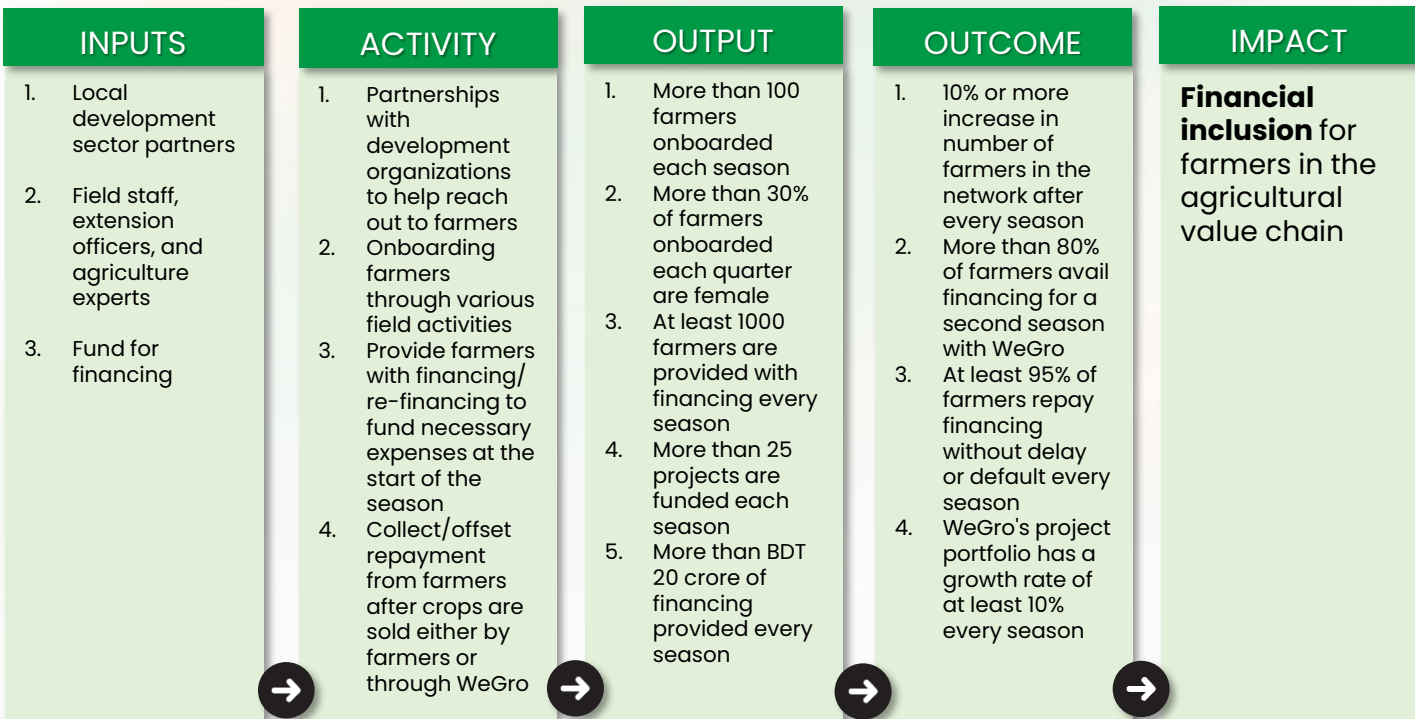 INPUTS
1. Local
development
sector partners
2. Field staff,
extension
officers, and
agriculture
experts
3. Fund for
financing
ACTIVITY
1. Partnerships
with
development
organizations
to help reach
out to farmers
2. Onboarding
farmers
through various
field activities
3. Provide farmers
with financing/
re-financing to
fund necessary
expenses at the
start of the
season
4. Collect/offset
repayment
from farmers
after crops are
sold either by
farmers or
through WeGro
OUTPUT
1. More than 100
farmers
onboarded
each season
2. More than 30%
of farmers
onboarded
each quarter
are female
3. At least 1000
farmers are
provided with
financing every
season
4. More than 25
projects are
funded each
season
5. More than BDT
20 crore of
financing
provided every
season
OUTCOME
1. 10% or more
increase in
number of
farmers in the
network after
every season
2. More than 80%
of farmers avail
financing for a
second season
with WeGro
3. At least 95% of
farmers repay
financing
without delay
or default every
season
4. WeGro's project
portfolio has a
growth rate of
at least 10%
every season
IMPACT
Financial
inclusion for
farmers in the
agricultural
value chain